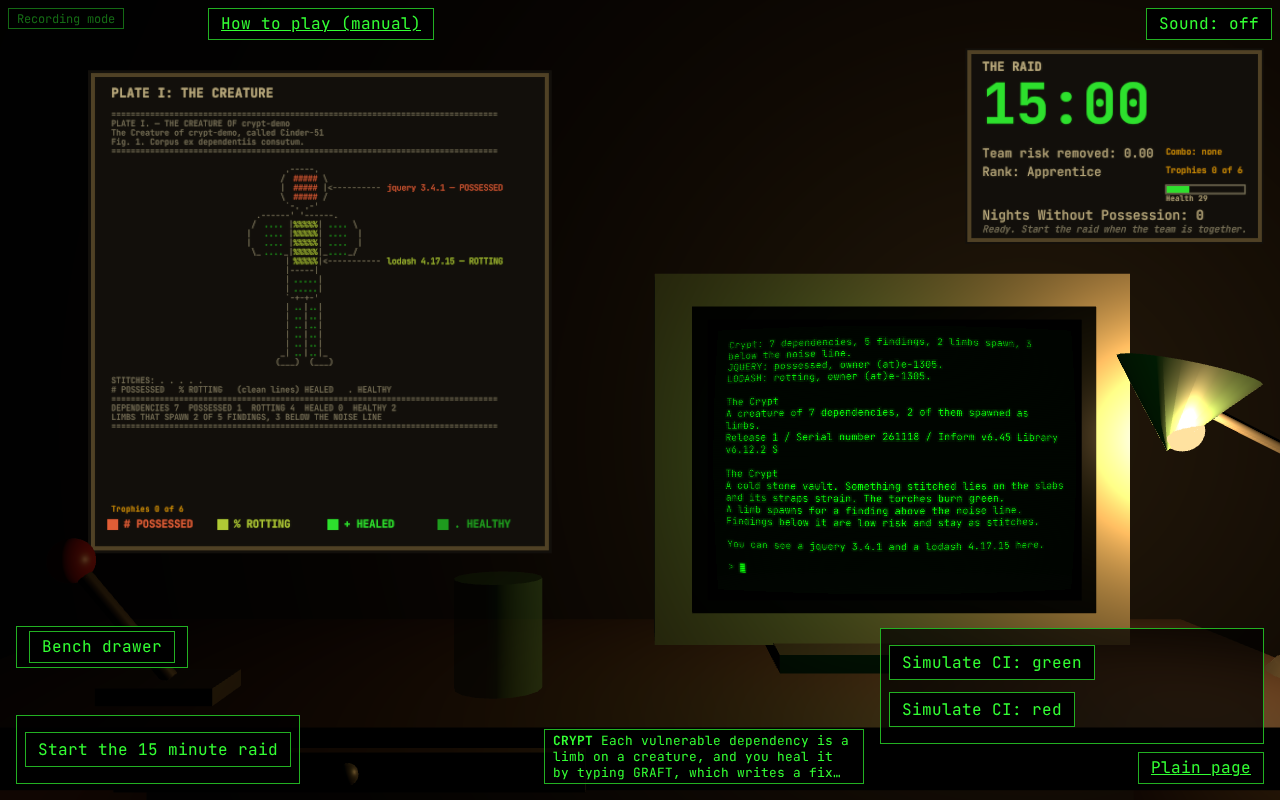 Recording mode
How to play (manual)
Sound: off
PLATE I: THE CREATURE
PLATE I. — THE CREATURE OF crypt-demo
The Creature of crypt-demo, called Cinder-51
Fig. 1. Corpus ex dependentiis consutum.
jquery 3.4.1 — POSSESSED
lodash 4.17.15 — ROTTING
STITCHES: . . . . .
# POSSESSED % ROTTING (clean lines) HEALED . HEALTHY
DEPENDENCIES 7 POSSESSED 1 ROTTING 4 HEALED 0 HEALTHY 2
LIMBS THAT SPAWN 2 OF 5 FINDINGS, 3 BELOW THE NOISE LINE
Trophies 0 of 6
# POSSESSED % ROTTING + HEALED . HEALTHY
THE RAID
15:00
Team risk removed: 0.00 Combo: none
Rank: Apprentice Trophies 0 of 6
Health 29
Nights Without Possession: 0
Ready. Start the raid when the team is together.
Crypt: 7 dependencies, 5 findings, 2 limbs spawn, 3
below the noise line.
JQUERY: possessed, owner (at)e-1305.
LODASH: rotting, owner (at)e-1305.
The Crypt
A creature of 7 dependencies, 2 of them spawned as
limbs.
Release 1 / Serial number 261118 / Inform v6.45 Library
v6.12.2 S
The Crypt
A cold stone vault. Something stitched lies on the slabs
and its straps strain. The torches burn green.
A limb spawns for a finding above the noise line.
Findings below it are low risk and stay as stitches.
You can see a jquery 3.4.1 and a lodash 4.17.15 here.
>
Bench drawer
Simulate CI: green
Simulate CI: red
Start the 15 minute raid
CRYPT Each vulnerable dependency is a
limb on a creature, and you heal it
by typing GRAFT, which writes a fix…
Plain page